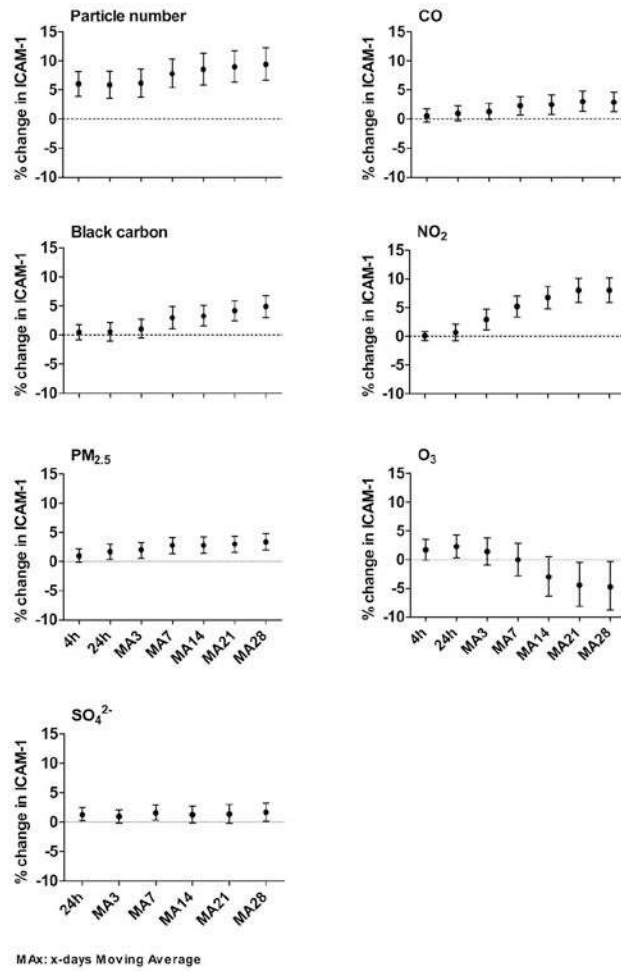 Particle number
% change in ICAM-1
15
10
5
0
-5
-10
CO
% change in ICAM-1
15
10
5
0
-5
-10
Black carbon
% change in ICAM-1
15
10
5
0
-5
-10
NO₂
% change in ICAM-1
15
10
5
0
-5
-10
PM₂.₅
% change in ICAM-1
15
10
5
0
-5
-10
4h
24h
MA3
MA7
MA14
MA21
MA28
O₃
% change in ICAM-1
15
10
5
0
-5
-10
4h
24h
MA3
MA7
MA14
MA21
MA28
SO₄²⁻
% change in ICAM-1
15
10
5
0
-5
-10
24h
MA3
MA7
MA14
MA21
MA28
MAx: x-days Moving Average